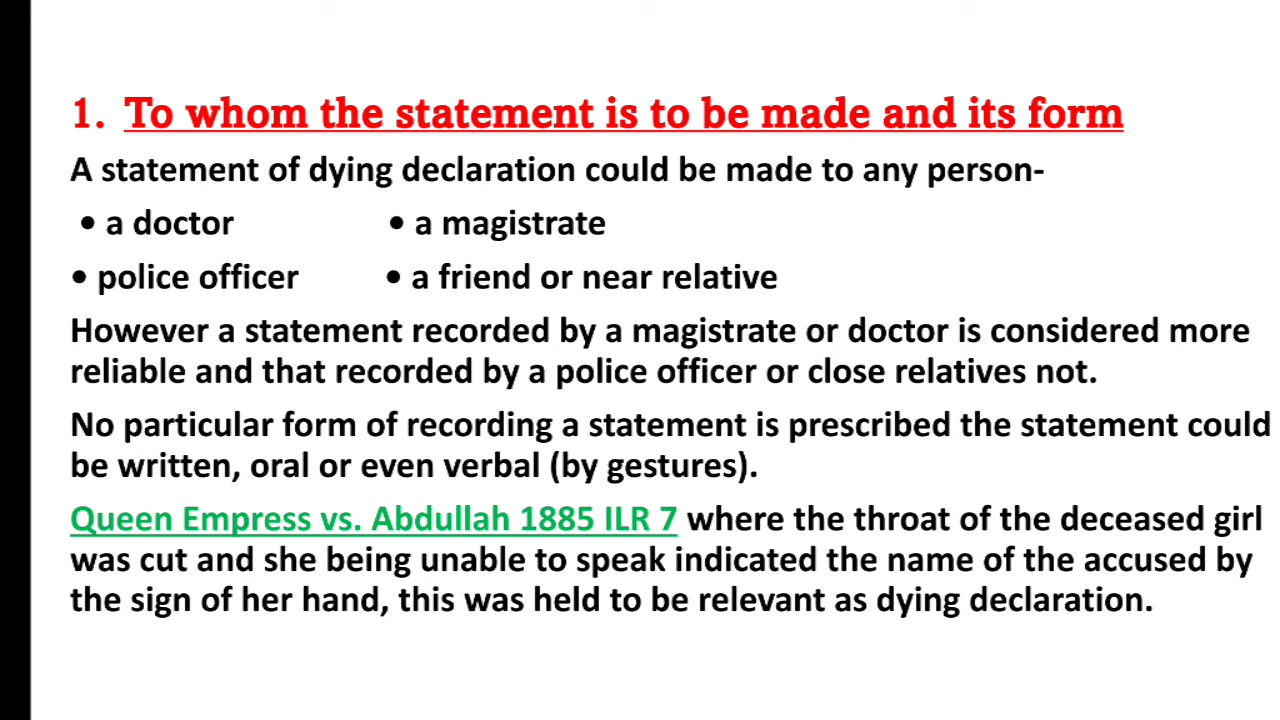 1. To whom the statement is to be made and its form
A statement of dying declaration could be made to any person-
• a doctor • a magistrate
• police officer • a friend or near relative
However a statement recorded by a magistrate or doctor is considered more
reliable and that recorded by a police officer or close relatives not.
No particular form of recording a statement is prescribed the statement could
be written, oral or even verbal (by gestures).
Queen Empress vs. Abdullah 1885 ILR 7 where the throat of the deceased girl
was cut and she being unable to speak indicated the name of the accused by
the sign of her hand, this was held to be relevant as dying declaration.